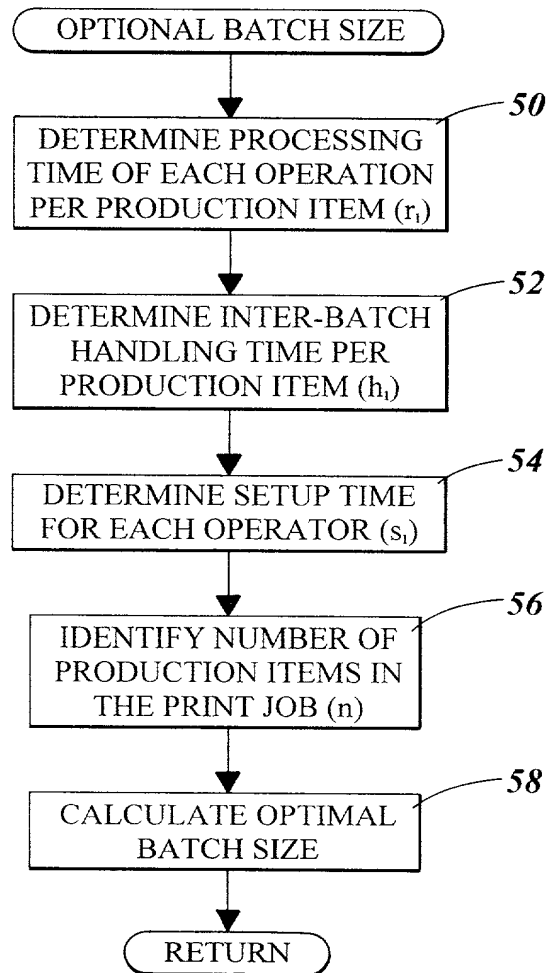 OPTIONAL BATCH SIZE
50
DETERMINE PROCESSING
TIME OF EACH OPERATION
PER PRODUCTION ITEM (r₁)
52
DETERMINE INTER-BATCH
HANDLING TIME PER
PRODUCTION ITEM (h₁)
54
DETERMINE SETUP TIME
FOR EACH OPERATOR (s₁)
56
IDENTIFY NUMBER OF
PRODUCTION ITEMS IN
THE PRINT JOB (n)
58
CALCULATE OPTIMAL
BATCH SIZE
RETURN